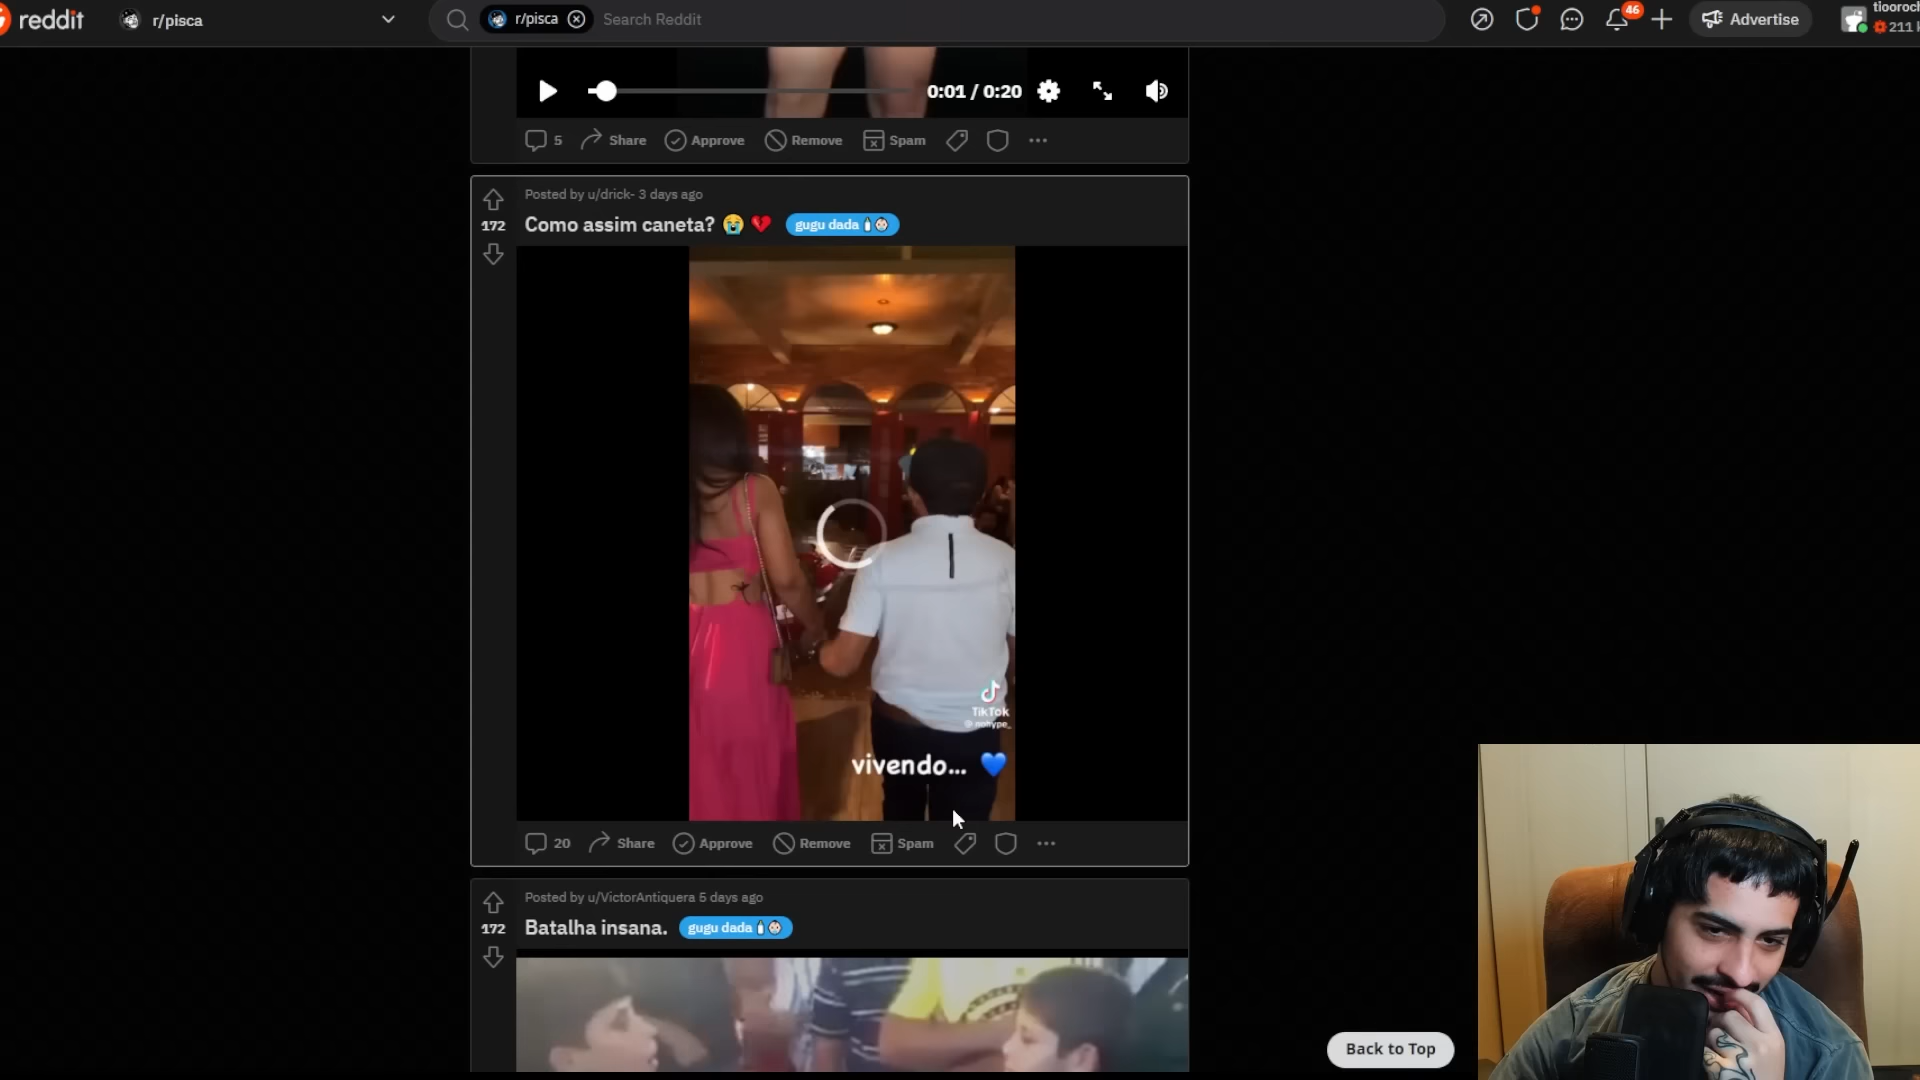 reddit
r/pisca
r/pisca
Search Reddit
46
Advertise
211
0:01 / 0:20
5
Share
Approve
Remove
Spam
Posted by u/drick- 3 days ago
172
Como assim caneta? 😭 💔
gugu dada 🍼👶
TikTok
vivendo... 💙
20
Share
Approve
Remove
Spam
Posted by u/VictorAntiquera 5 days ago
172
Batalha insana.
gugu dada 🍼👶
Back to Top